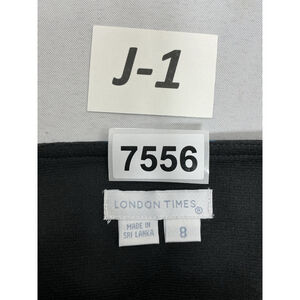 J-1
7556
LONDON TIMES®
MADE IN
SRI LANKA
8